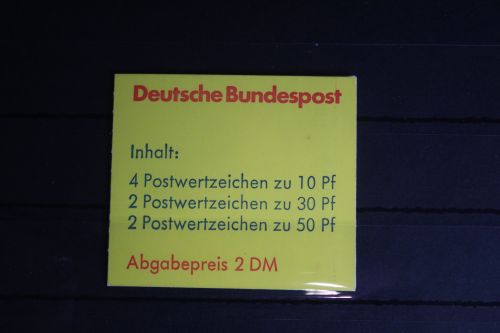 Deutsche Bundespost
Inhalt:
4 Postwertzeichen zu 10 Pf
2 Postwertzeichen zu 30 Pf
2 Postwertzeichen zu 50 Pf
Abgabepreis 2 DM